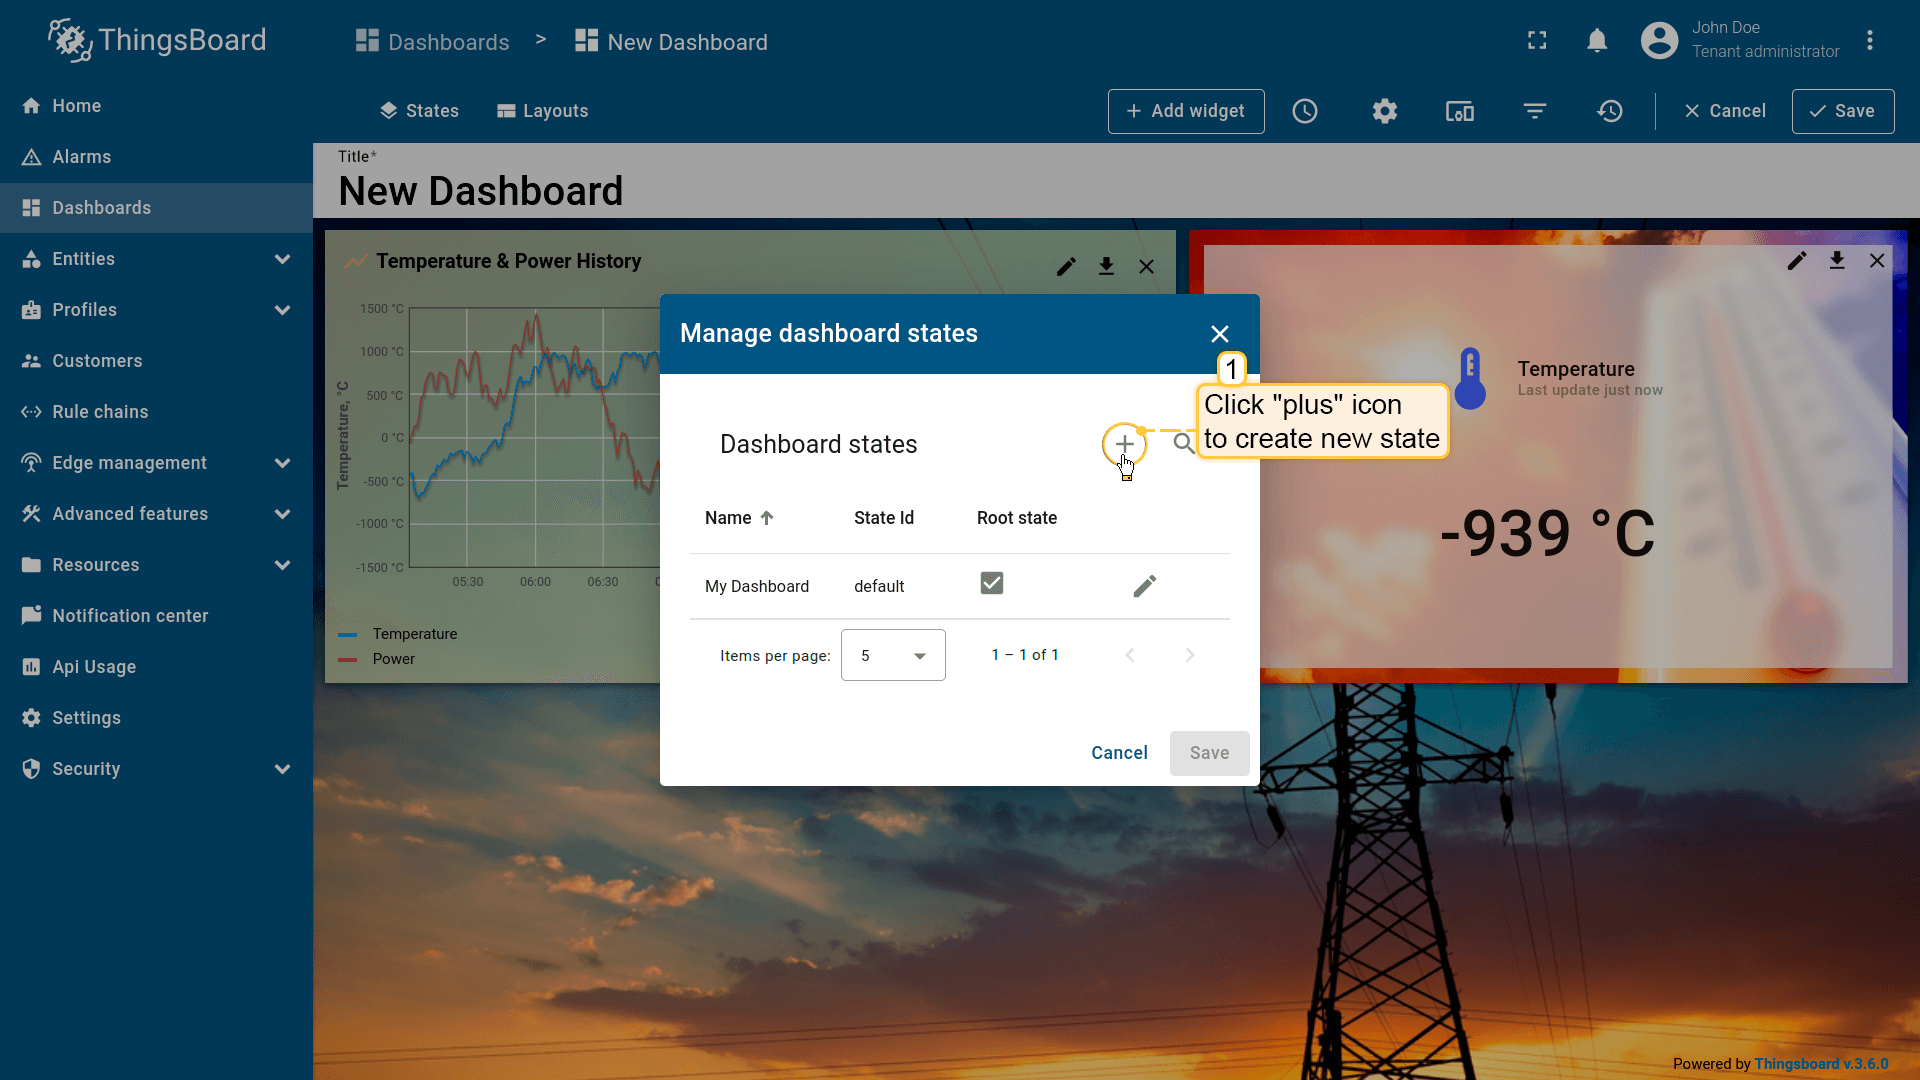 ThingsBoard
Dashboards > New Dashboard
John Doe
Tenant administrator
States
Layouts
+ Add widget
Cancel
Save
Home
Alarms
Dashboards
Entities
Profiles
Customers
Rule chains
Edge management
Advanced features
Resources
Notification center
Api Usage
Settings
Security
Title*
New Dashboard
Temperature & Power History
1500 °C
1000 °C
500 °C
0 °C
-500 °C
-1000 °C
-1500 °C
Temperature, °C
05:30 06:00 06:30
Temperature
Power
Manage dashboard states
1
Click "plus" icon
to create new state
Dashboard states
Name State Id Root state
My Dashboard default
Items per page: 5 1 – 1 of 1
Cancel Save
Temperature
Last update just now
-939 °C
Powered by Thingsboard v.3.6.0